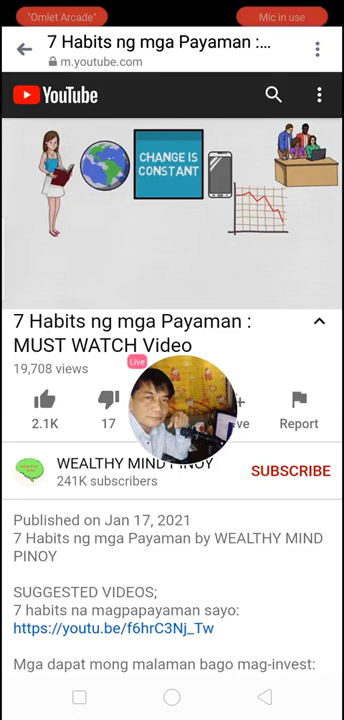 "Omlet Arcade"
Mic in use
7 Habits ng mga Payaman :...
m.youtube.com
YouTube
CHANGE IS
CONSTANT
7 Habits ng mga Payaman :
MUST WATCH Video
19,708 views
Live
2.1K
17
ve
Report
WEALTHY MIND PINOY
241K subscribers
SUBSCRIBE
Published on Jan 17, 2021
7 Habits ng mga Payaman by WEALTHY MIND
PINOY
SUGGESTED VIDEOS;
7 habits na magpapayaman sayo:
https://youtu.be/f6hrC3Nj_Tw
Mga dapat mong malaman bago mag-invest: